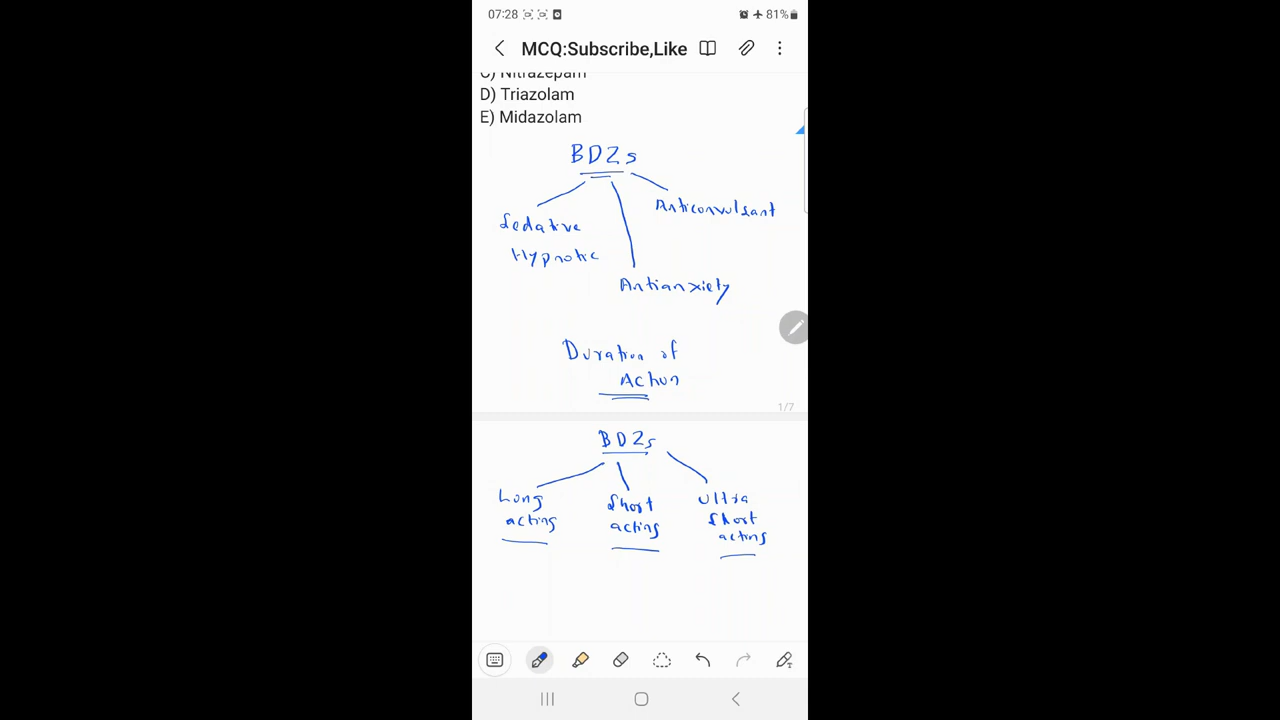 07:28 81%
MCQ:Subscribe,Like
C) Nitrazepam
D) Triazolam
E) Midazolam
BDZs
Sedative
Hypnotic
Anticonvulsant
Antianxiety
Duration of
Action
1/7
BDZs
Long
acting
Short
acting
Ultra
Short
acting